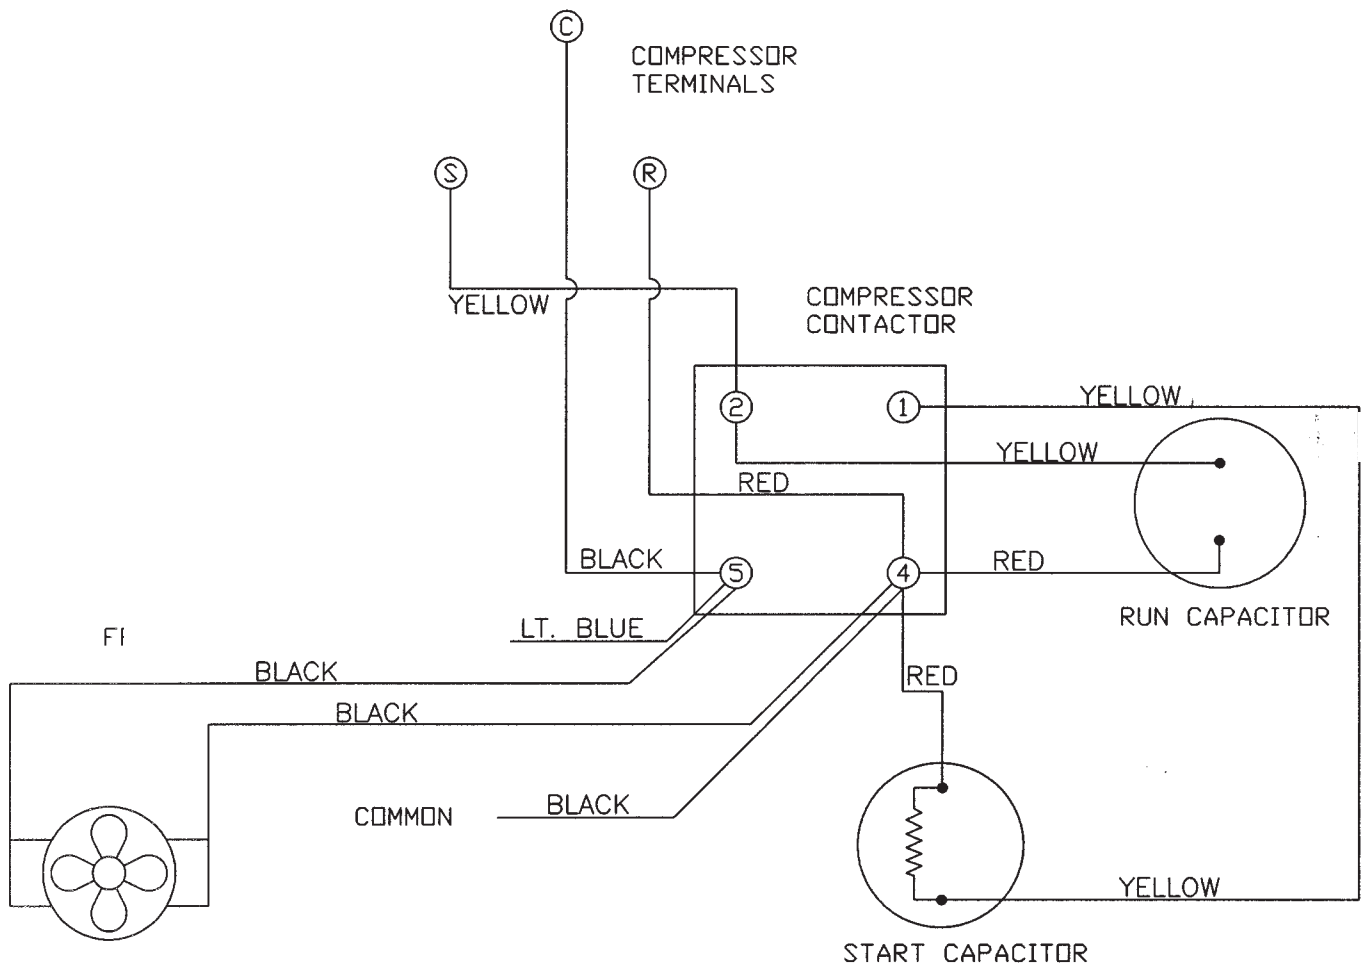 C
COMPRESSOR
TERMINALS
S
R
YELLOW
COMPRESSOR
CONTACTOR
2
1
YELLOW
YELLOW
RED
BLACK
5
4
RED
RUN CAPACITOR
LT. BLUE
BLACK
RED
BLACK
BLACK
COMMON
YELLOW
START CAPACITOR